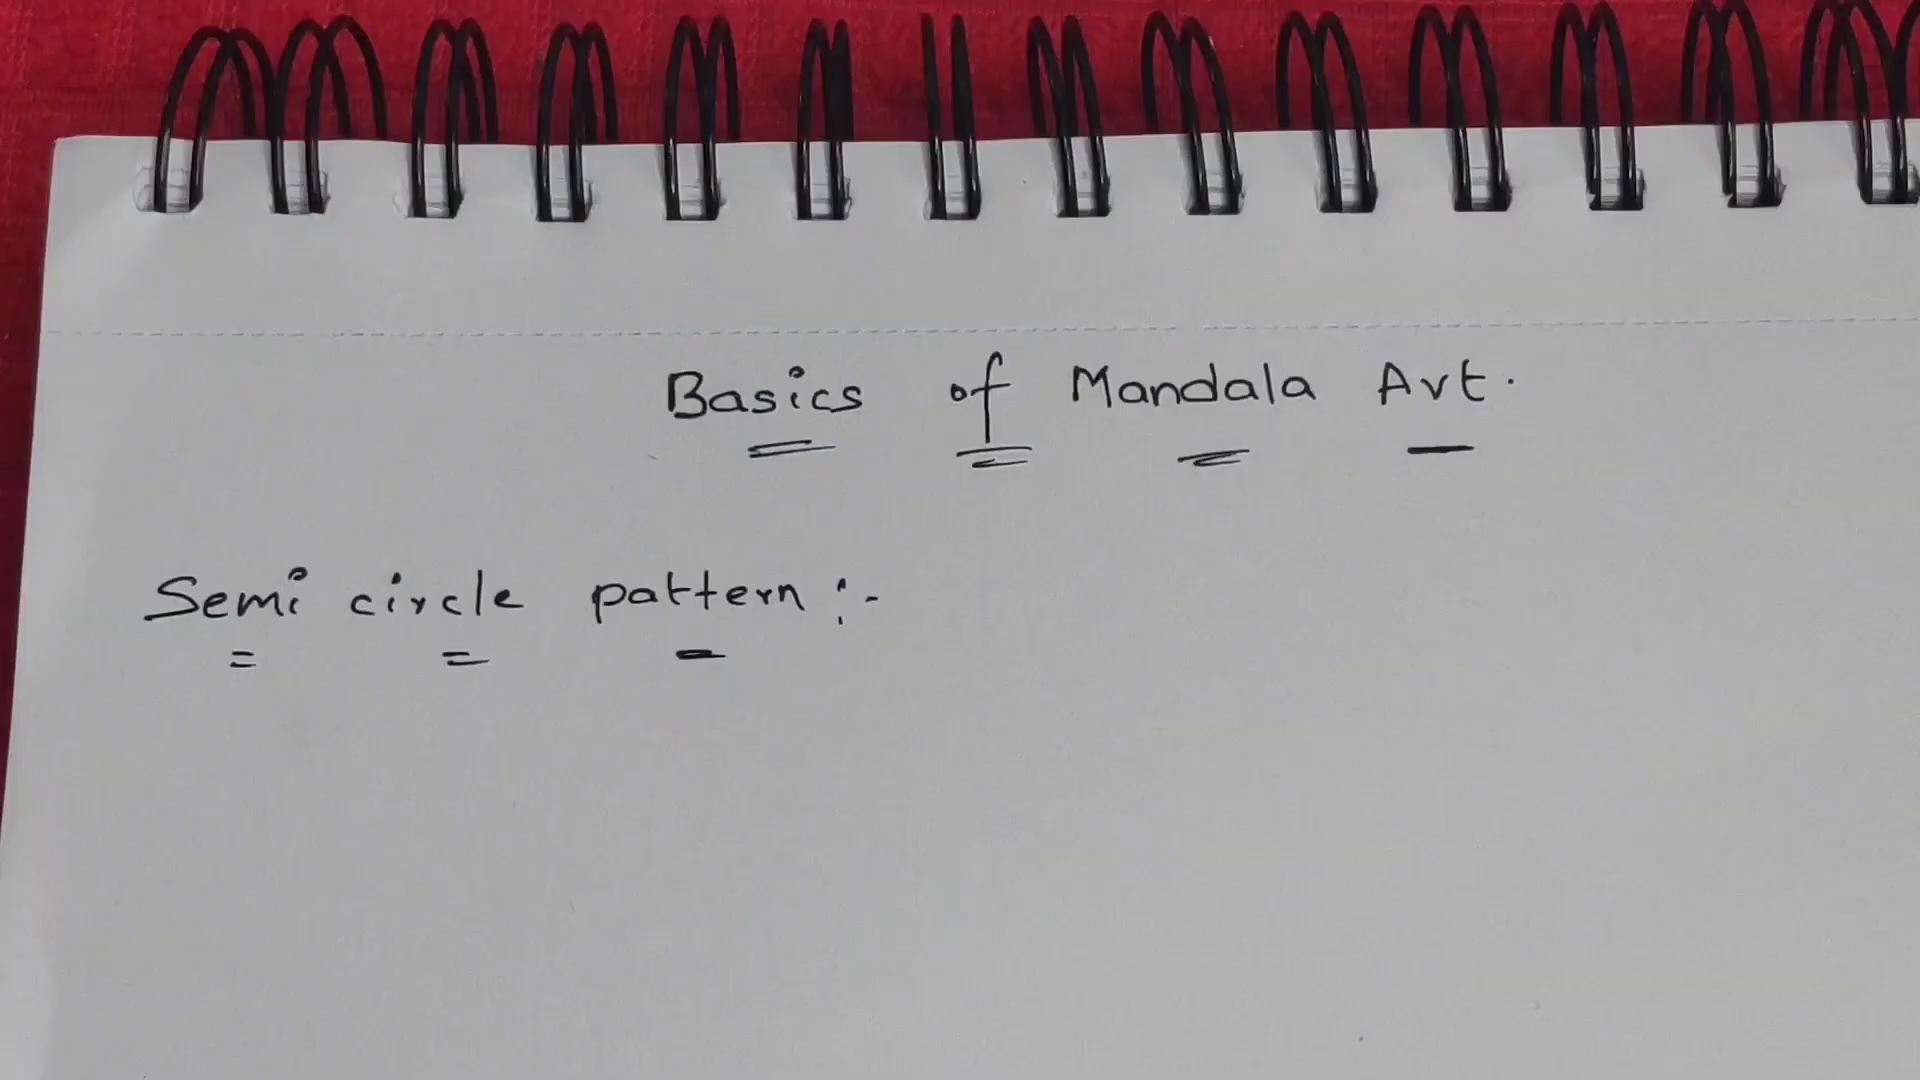 Basics of Mandala Art.
Semi circle pattern :-